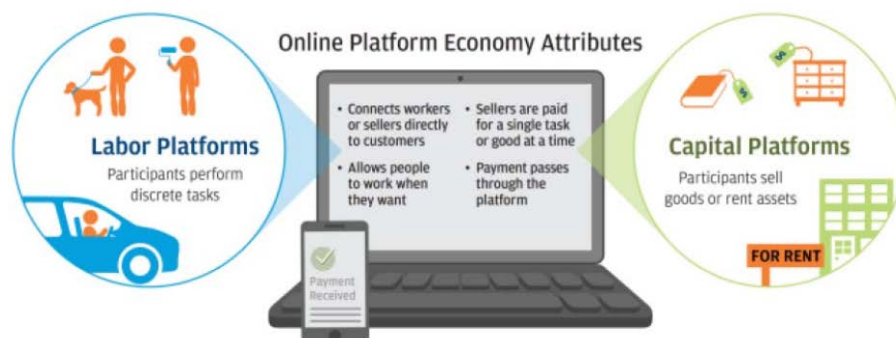 Online Platform Economy Attributes
Labor Platforms
Participants perform
discrete tasks
• Connects workers
or sellers directly
to customers
• Allows people
to work when
they want
• Sellers are paid
for a single task
or good at a time
• Payment passes
through the
platform
Payment
Received
Capital Platforms
Participants sell
goods or rent assets
FOR RENT
$
$